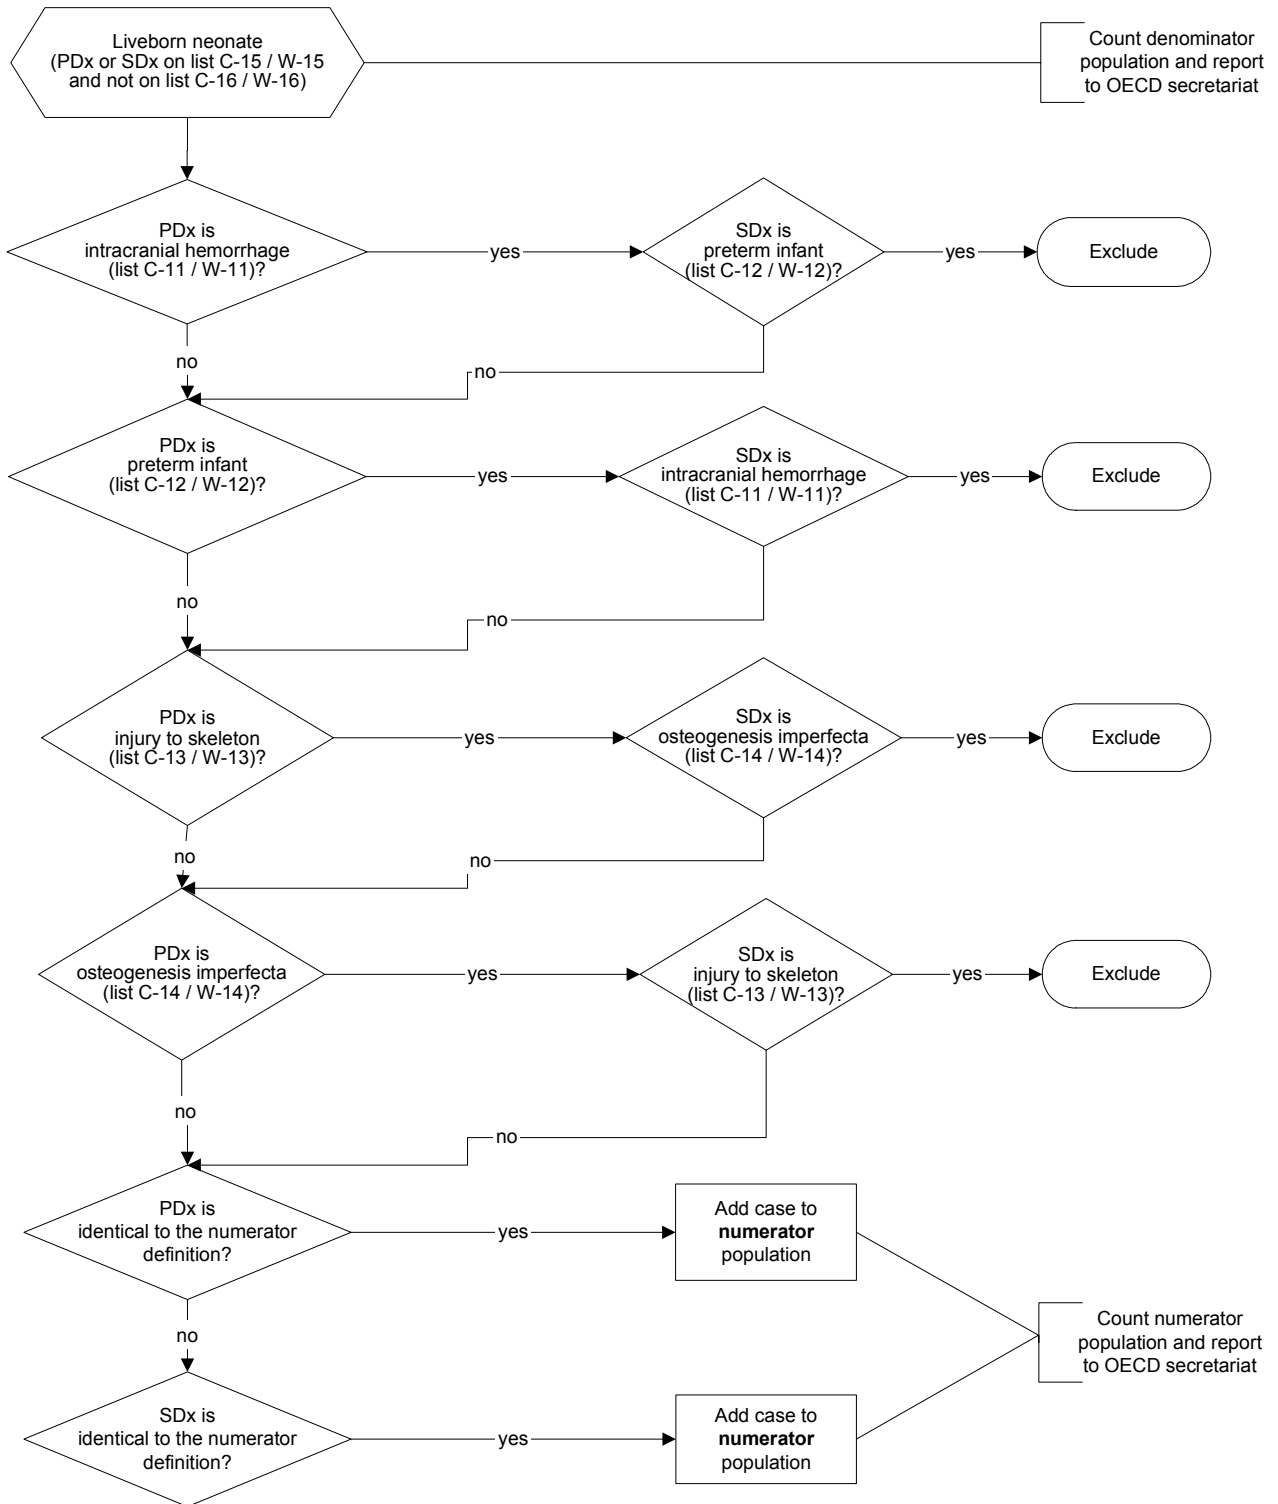 Liveborn neonate
(PDx or SDx on list C-15 / W-15
and not on list C-16 / W-16)
Count denominator
population and report
to OECD secretariat
PDx is
intracranial hemorrhage
(list C-11 / W-11)?
yes
SDx is
preterm infant
(list C-12 / W-12)?
yes
Exclude
no
no
PDx is
preterm infant
(list C-12 / W-12)?
yes
SDx is
intracranial hemorrhage
(list C-11 / W-11)?
yes
Exclude
no
no
PDx is
injury to skeleton
(list C-13 / W-13)?
yes
SDx is
osteogenesis imperfecta
(list C-14 / W-14)?
yes
Exclude
no
no
PDx is
osteogenesis imperfecta
(list C-14 / W-14)?
yes
SDx is
injury to skeleton
(list C-13 / W-13)?
yes
Exclude
no
no
PDx is
identical to the numerator
definition?
yes
Add case to
numerator
population
Count numerator
population and report
to OECD secretariat
no
SDx is
identical to the numerator
definition?
yes
Add case to
numerator
population